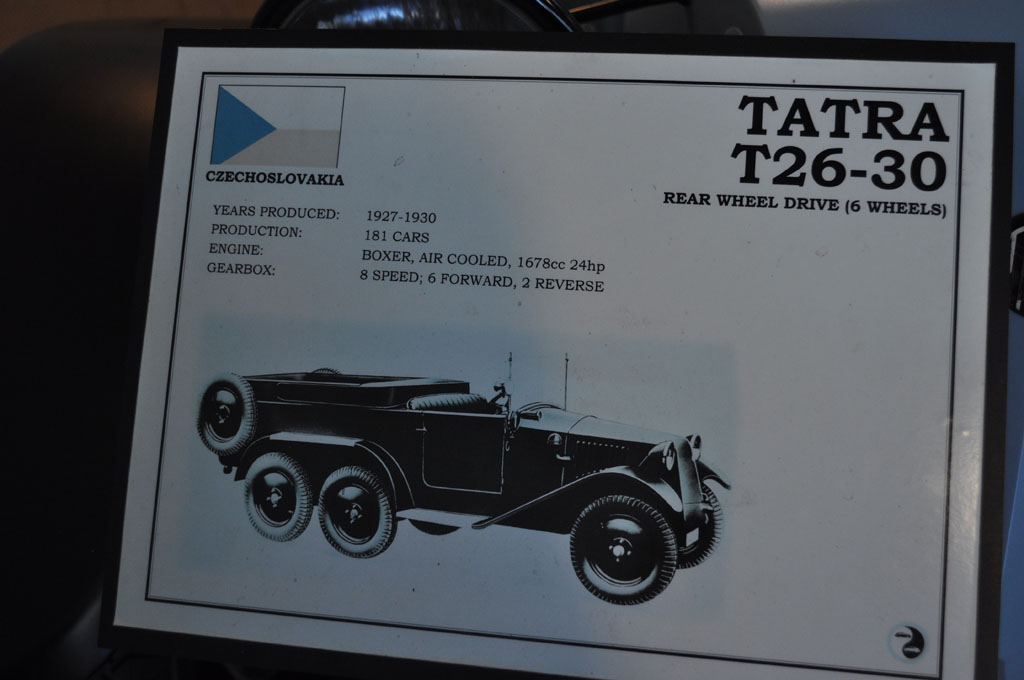 CZECHOSLOVAKIA
TATRA
T26-30
REAR WHEEL DRIVE (6 WHEELS)
YEARS PRODUCED: 1927-1930
PRODUCTION: 181 CARS
ENGINE: BOXER, AIR COOLED, 1678cc 24hp
GEARBOX: 8 SPEED; 6 FORWARD, 2 REVERSE